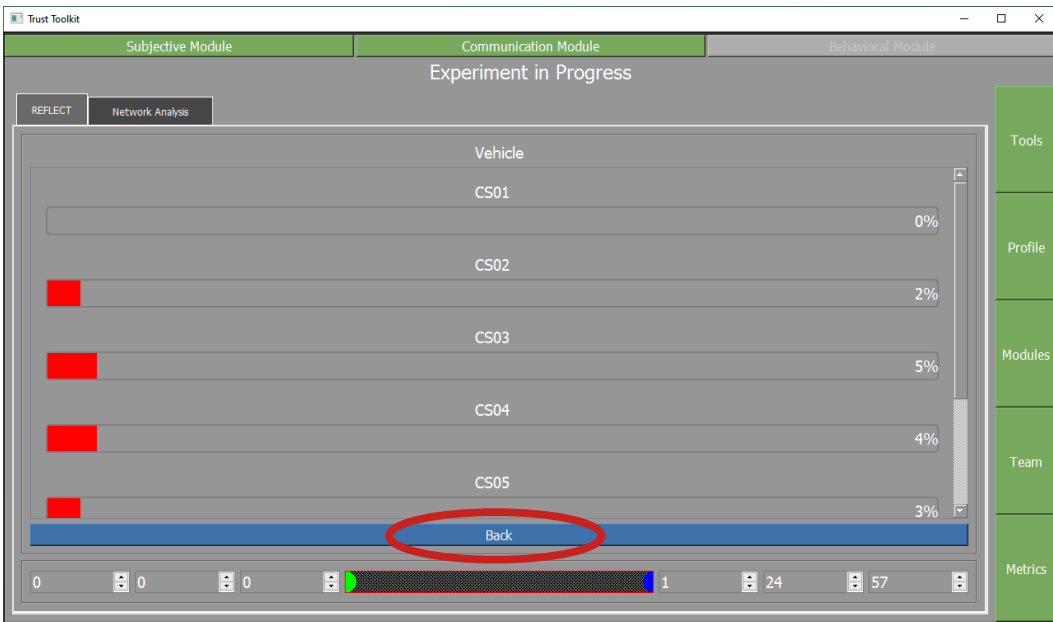 Trust Toolkit
Subjective Module Communication Module Behavioral Module
Experiment in Progress
REFLECT Network Analysis
Vehicle
CS01
0%
CS02
2%
CS03
5%
CS04
4%
CS05
3%
Back
0 0 0 1 24 57
Tools
Profile
Modules
Team
Metrics